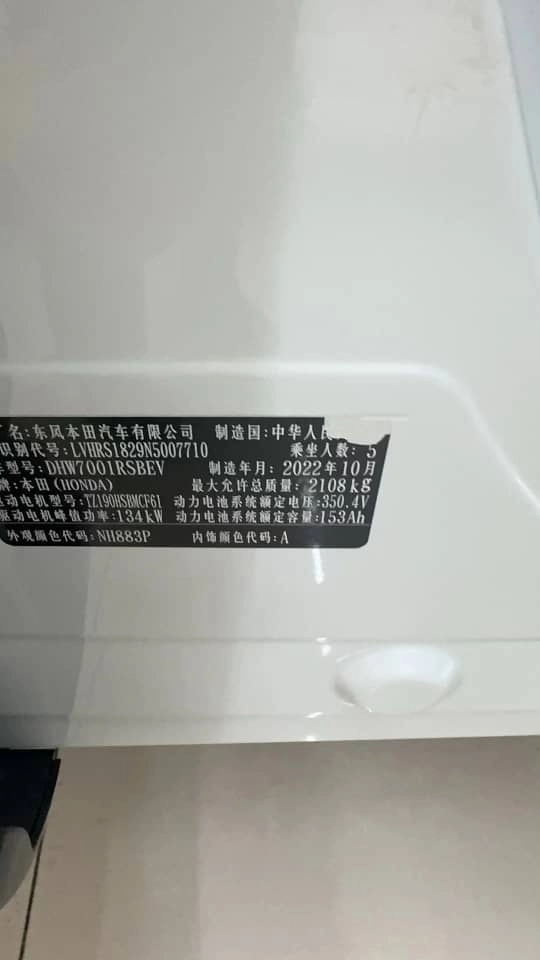 名:东风本田汽车有限公司 制造国:中华人民
识别代号:LVHRS1829N5007710 乘坐人数: 5
型号:DHW7001RSBEV 制造年月:2022年10月
牌:本田(HONDA) 最大允许总质量:2108kg
驱动电机型号:TZ190HSBMCF61 动力电池系统额定电压:350.4V
驱动电机峰值功率:134kW 动力电池系统额定容量:153Ah
外观颜色代码:NH883P 内饰颜色代码:A